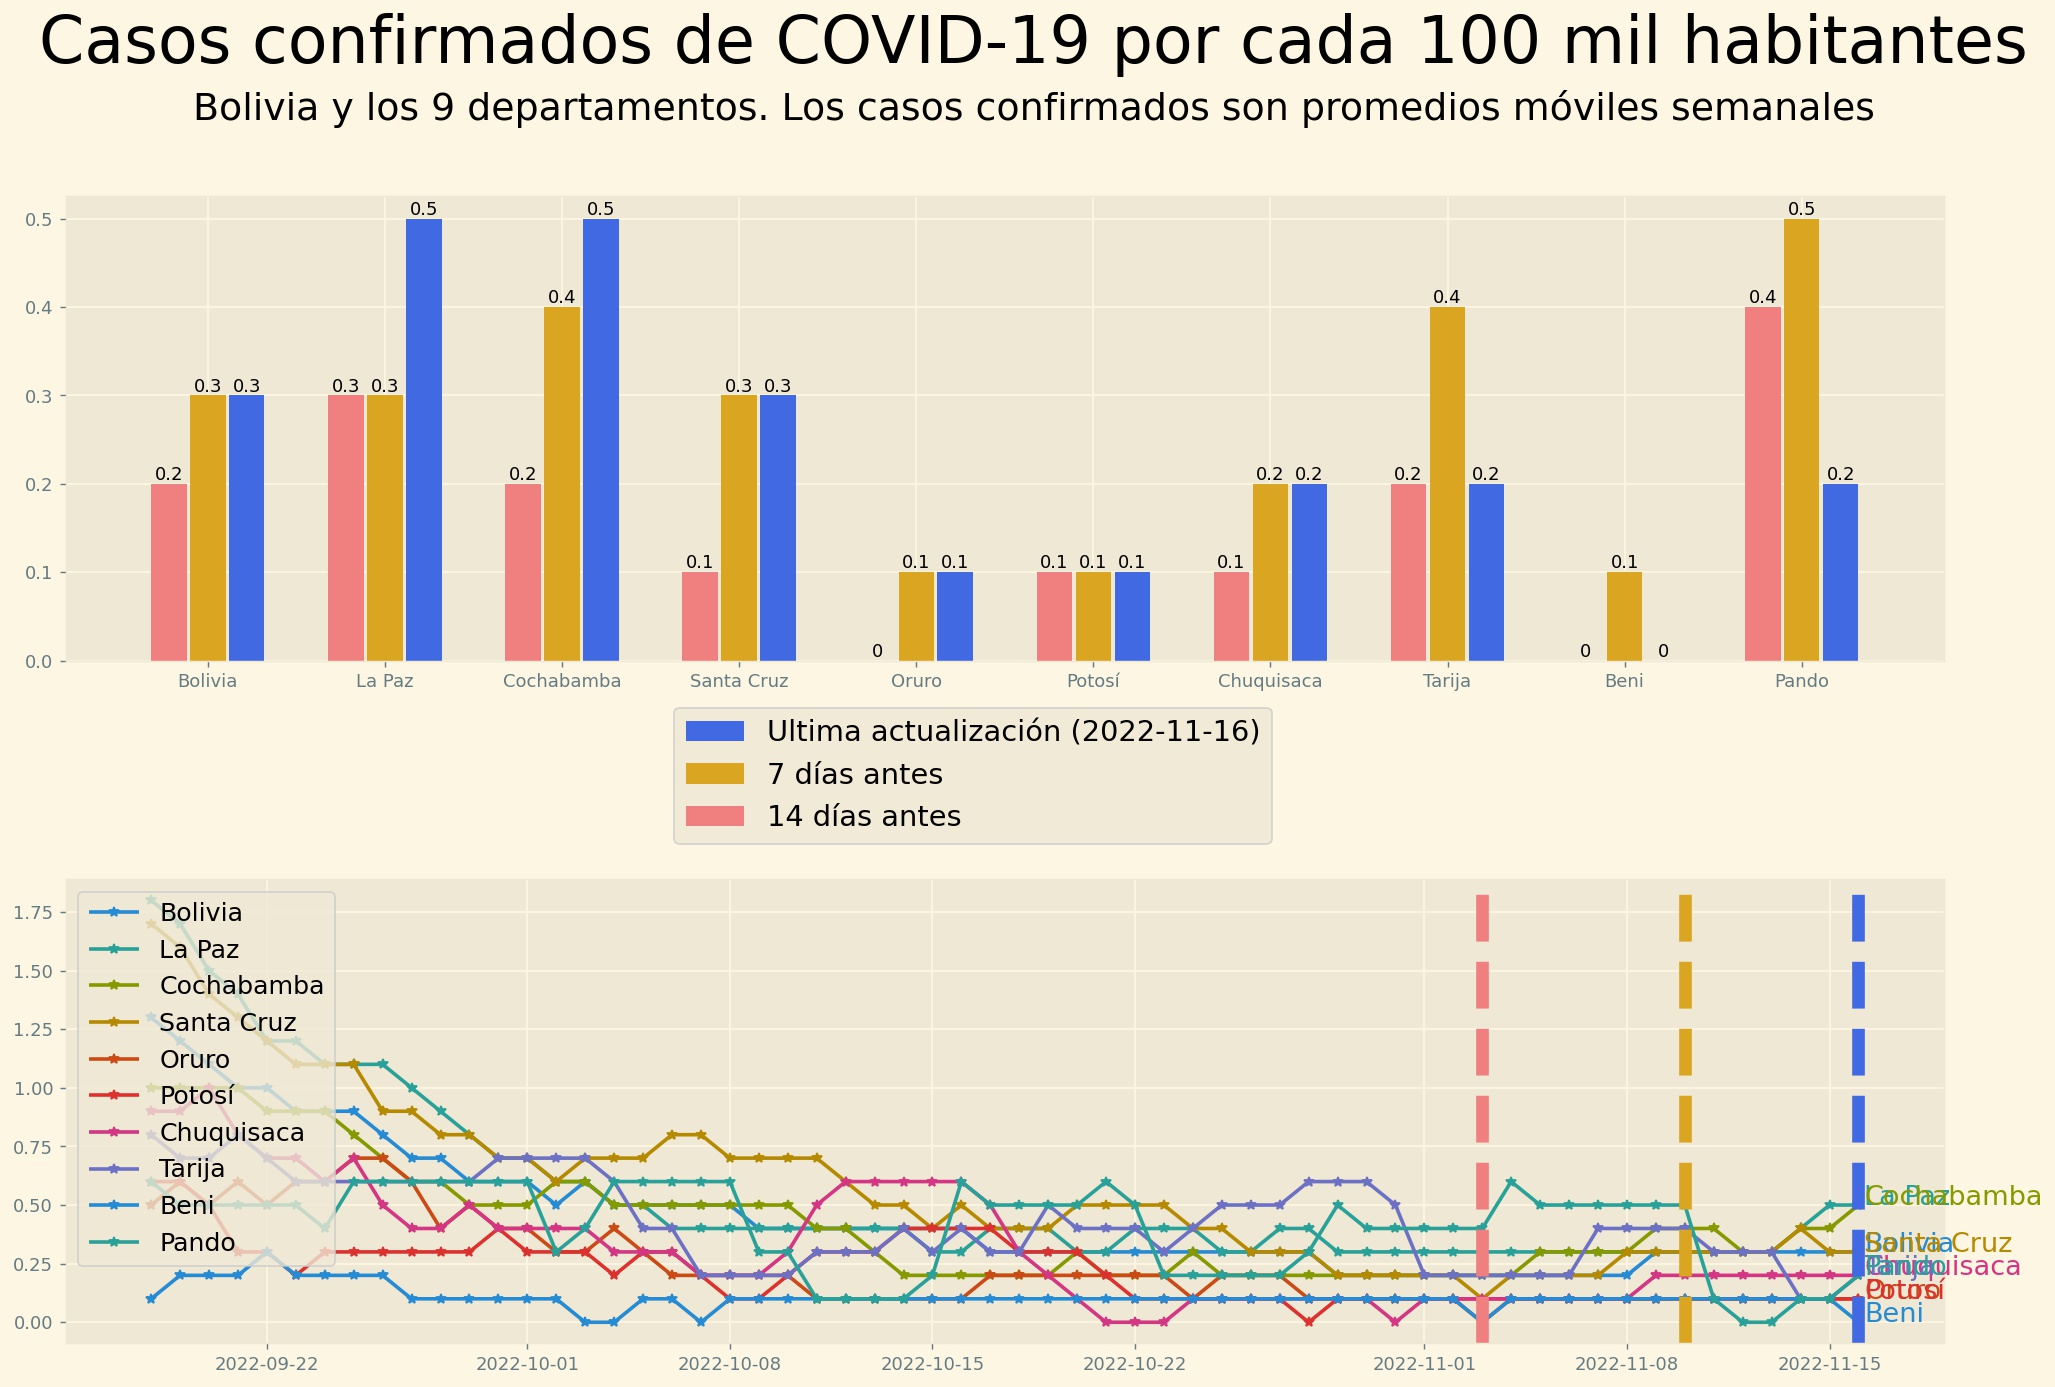 Casos confirmados de COVID-19 por cada 100 mil habitantes
Bolivia y los 9 departamentos. Los casos confirmados son promedios móviles semanales
0.5
0.4
0.3
0.2
0.1
0.0
0.2 0.3 0.3
0.3 0.3 0.5
0.2 0.4 0.5
0.1 0.3 0.3
0 0.1 0.1
0.1 0.1 0.1
0.1 0.2 0.2
0.2 0.4 0.2
0 0.1 0
0.4 0.5 0.2
Bolivia La Paz Cochabamba Santa Cruz Oruro Potosí Chuquisaca Tarija Beni Pando
Ultima actualización (2022-11-16)
7 días antes
14 días antes
1.75
1.50
1.25
1.00
0.75
0.50
0.25
0.00
Bolivia
La Paz
Cochabamba
Santa Cruz
Oruro
Potosí
Chuquisaca
Tarija
Beni
Pando
La Paz
Cochabamba
Bolivia
Santa Cruz
Chuquisaca
Tarija
Pando
Oruro
Potosí
Beni
2022-09-22 2022-10-01 2022-10-08 2022-10-15 2022-10-22 2022-11-01 2022-11-08 2022-11-15